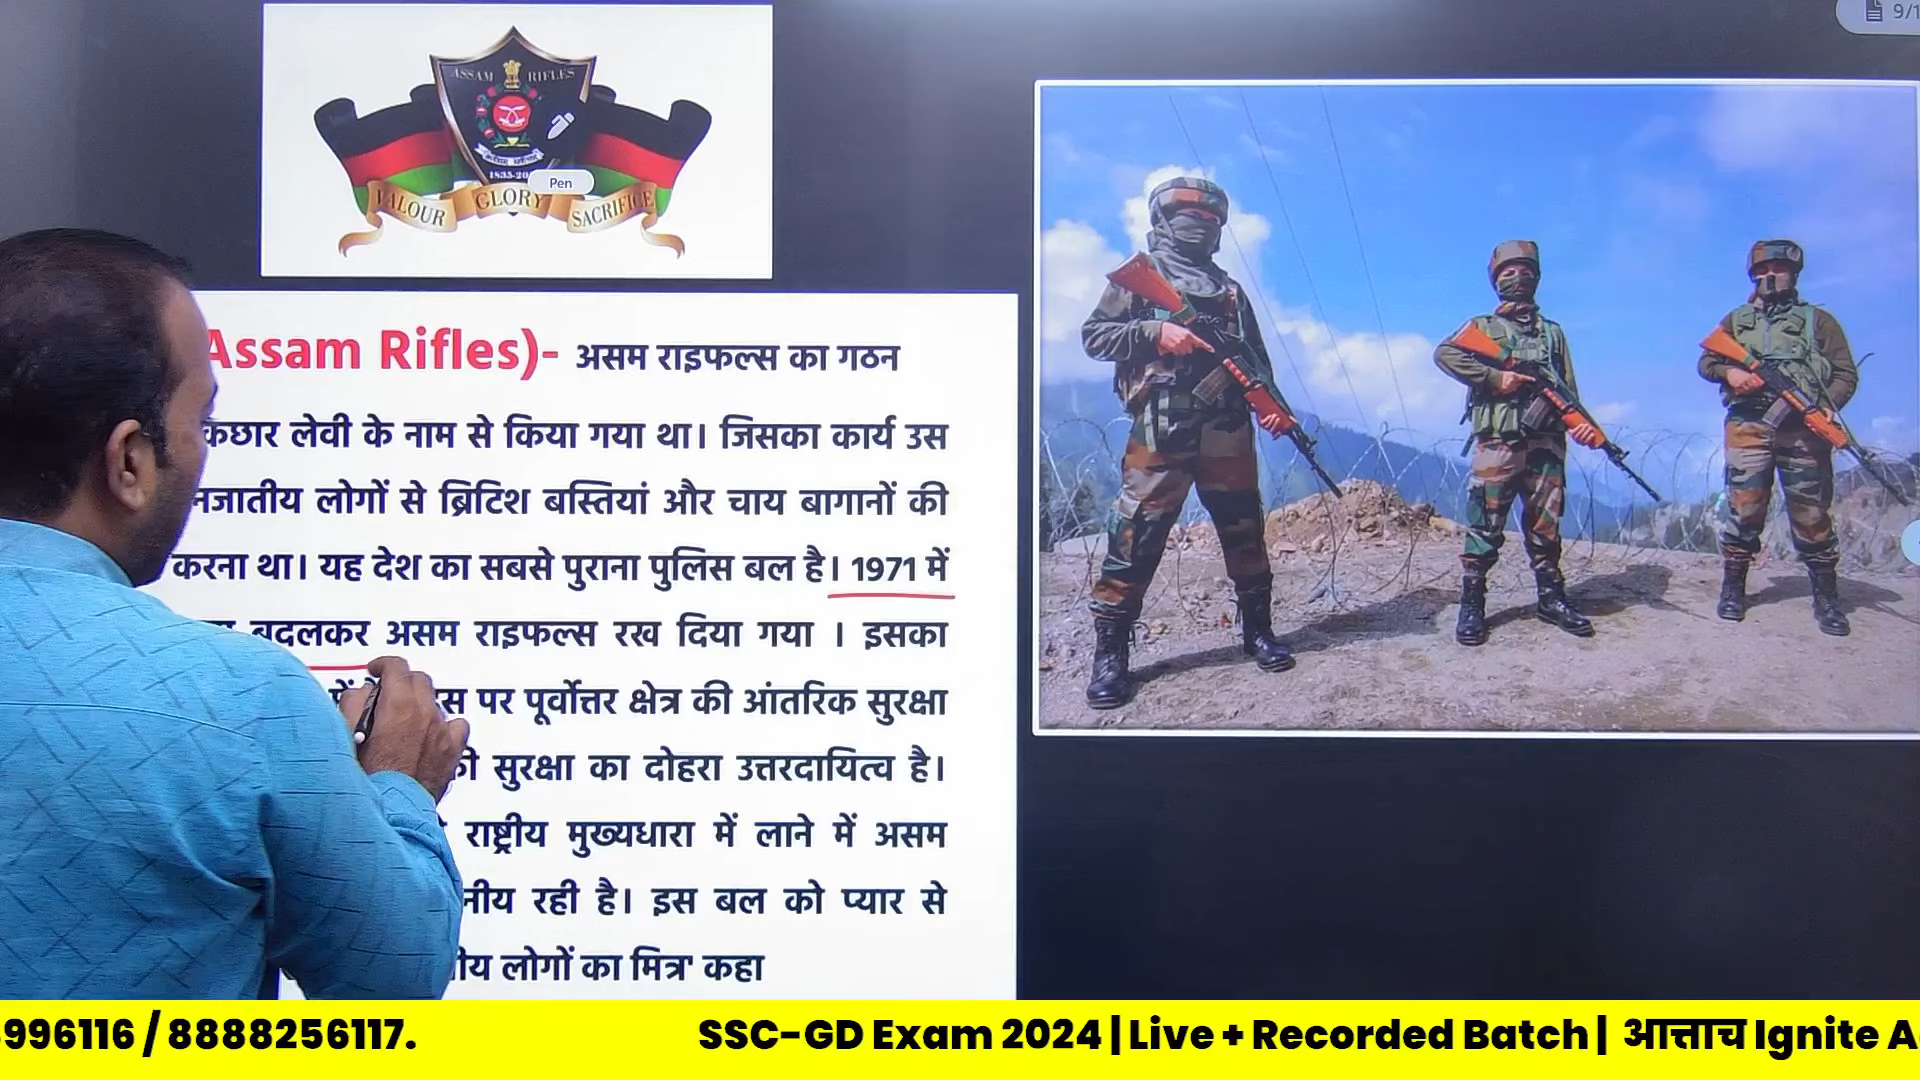 9/1
ASSAM RIFLES
1835-20
Pen
VALOUR GLORY SACRIFICE
Assam Rifles)- असम राइफल्स का गठन
कछार लेवी के नाम से किया गया था। जिसका कार्य उस
नजातीय लोगों से ब्रिटिश बस्तियां और चाय बागानों की
करना था। यह देश का सबसे पुराना पुलिस बल है। 1971 में
बदलकर असम राइफल्स रख दिया गया । इसका
में पर पूर्वोत्तर क्षेत्र की आंतरिक सुरक्षा
की सुरक्षा का दोहरा उत्तरदायित्व है।
राष्ट्रीय मुख्यधारा में लाने में असम
नीय रही है। इस बल को प्यार से
ीय लोगों का मित्र' कहा
996116 / 8888256117. SSC-GD Exam 2024 | Live + Recorded Batch | आत्ताच Ignite A